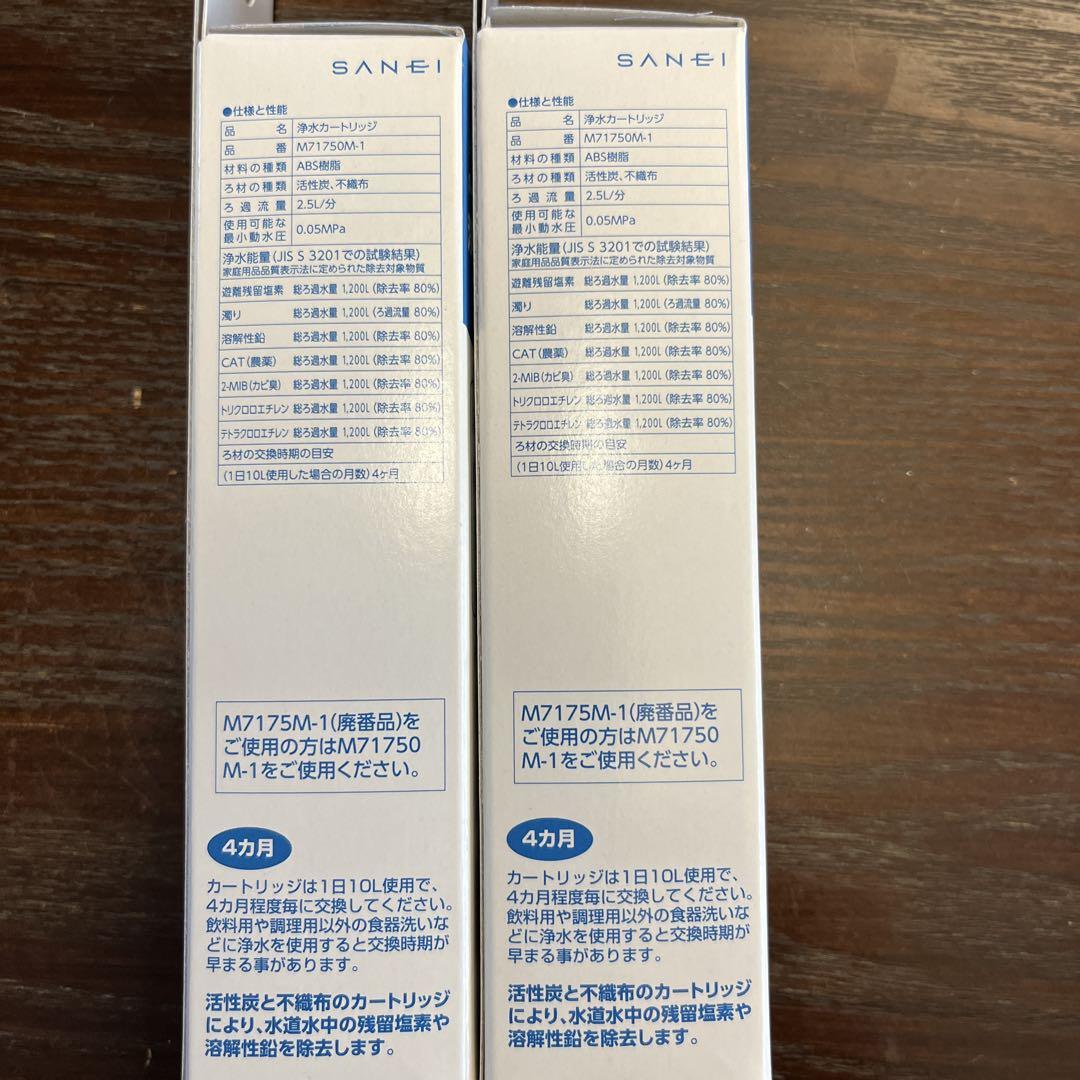 SANEI
●仕様と性能
品名 浄水カートリッジ
品番 M71750M-1
材料の種類 ABS樹脂
ろ材の種類 活性炭、不織布
ろ過流量 2.5L/分
使用可能な
最小動水圧 0.05MPa
浄水能量(JIS S 3201での試験結果)
家庭用品品質表示法に定められた除去対象物質
遊離残留塩素 総ろ過水量 1,200L (除去率 80%)
濁り 総ろ過水量 1,200L (ろ過流量 80%)
溶解性鉛 総ろ過水量 1,200L (除去率 80%)
CAT(農薬) 総ろ過水量 1,200L (除去率 80%)
2-MIB(カビ臭) 総ろ過水量 1,200L (除去率 80%)
トリクロロエチレン 総ろ過水量 1,200L (除去率 80%)
テトラクロロエチレン 総ろ過水量 1,200L (除去率 80%)
ろ材の交換時期の目安
(1日10L使用した場合の月数) 4ヶ月
M7175M-1(廃番品)を
ご使用の方はM71750
M-1をご使用ください。
4カ月
カートリッジは1日10L使用で、
4カ月程度毎に交換してください。
飲料用や調理用以外の食器洗いな
どに浄水を使用すると交換時期が
早まる事があります。
活性炭と不織布のカートリッジ
により、水道水中の残留塩素や
溶解性鉛を除去します。
SANEI
●仕様と性能
品名 浄水カートリッジ
品番 M71750M-1
材料の種類 ABS樹脂
ろ材の種類 活性炭、不織布
ろ過流量 2.5L/分
使用可能な
最小動水圧 0.05MPa
浄水能量(JIS S 3201での試験結果)
家庭用品品質表示法に定められた除去対象物質
遊離残留塩素 総ろ過水量 1,200L (除去率 80%)
濁り 総ろ過水量 1,200L (ろ過流量 80%)
溶解性鉛 総ろ過水量 1,200L (除去率 80%)
CAT(農薬) 総ろ過水量 1,200L (除去率 80%)
2-MIB(カビ臭) 総ろ過水量 1,200L (除去率 80%)
トリクロロエチレン 総ろ過水量 1,200L (除去率 80%)
テトラクロロエチレン 総ろ過水量 1,200L (除去率 80%)
ろ材の交換時期の目安
(1日10L使用した場合の月数) 4ヶ月
M7175M-1(廃番品)を
ご使用の方はM71750
M-1をご使用ください。
4カ月
カートリッジは1日10L使用で、
4カ月程度毎に交換してください。
飲料用や調理用以外の食器洗いな
どに浄水を使用すると交換時期が
早まる事があります。
活性炭と不織布のカートリッジ
により、水道水中の残留塩素や
溶解性鉛を除去します。